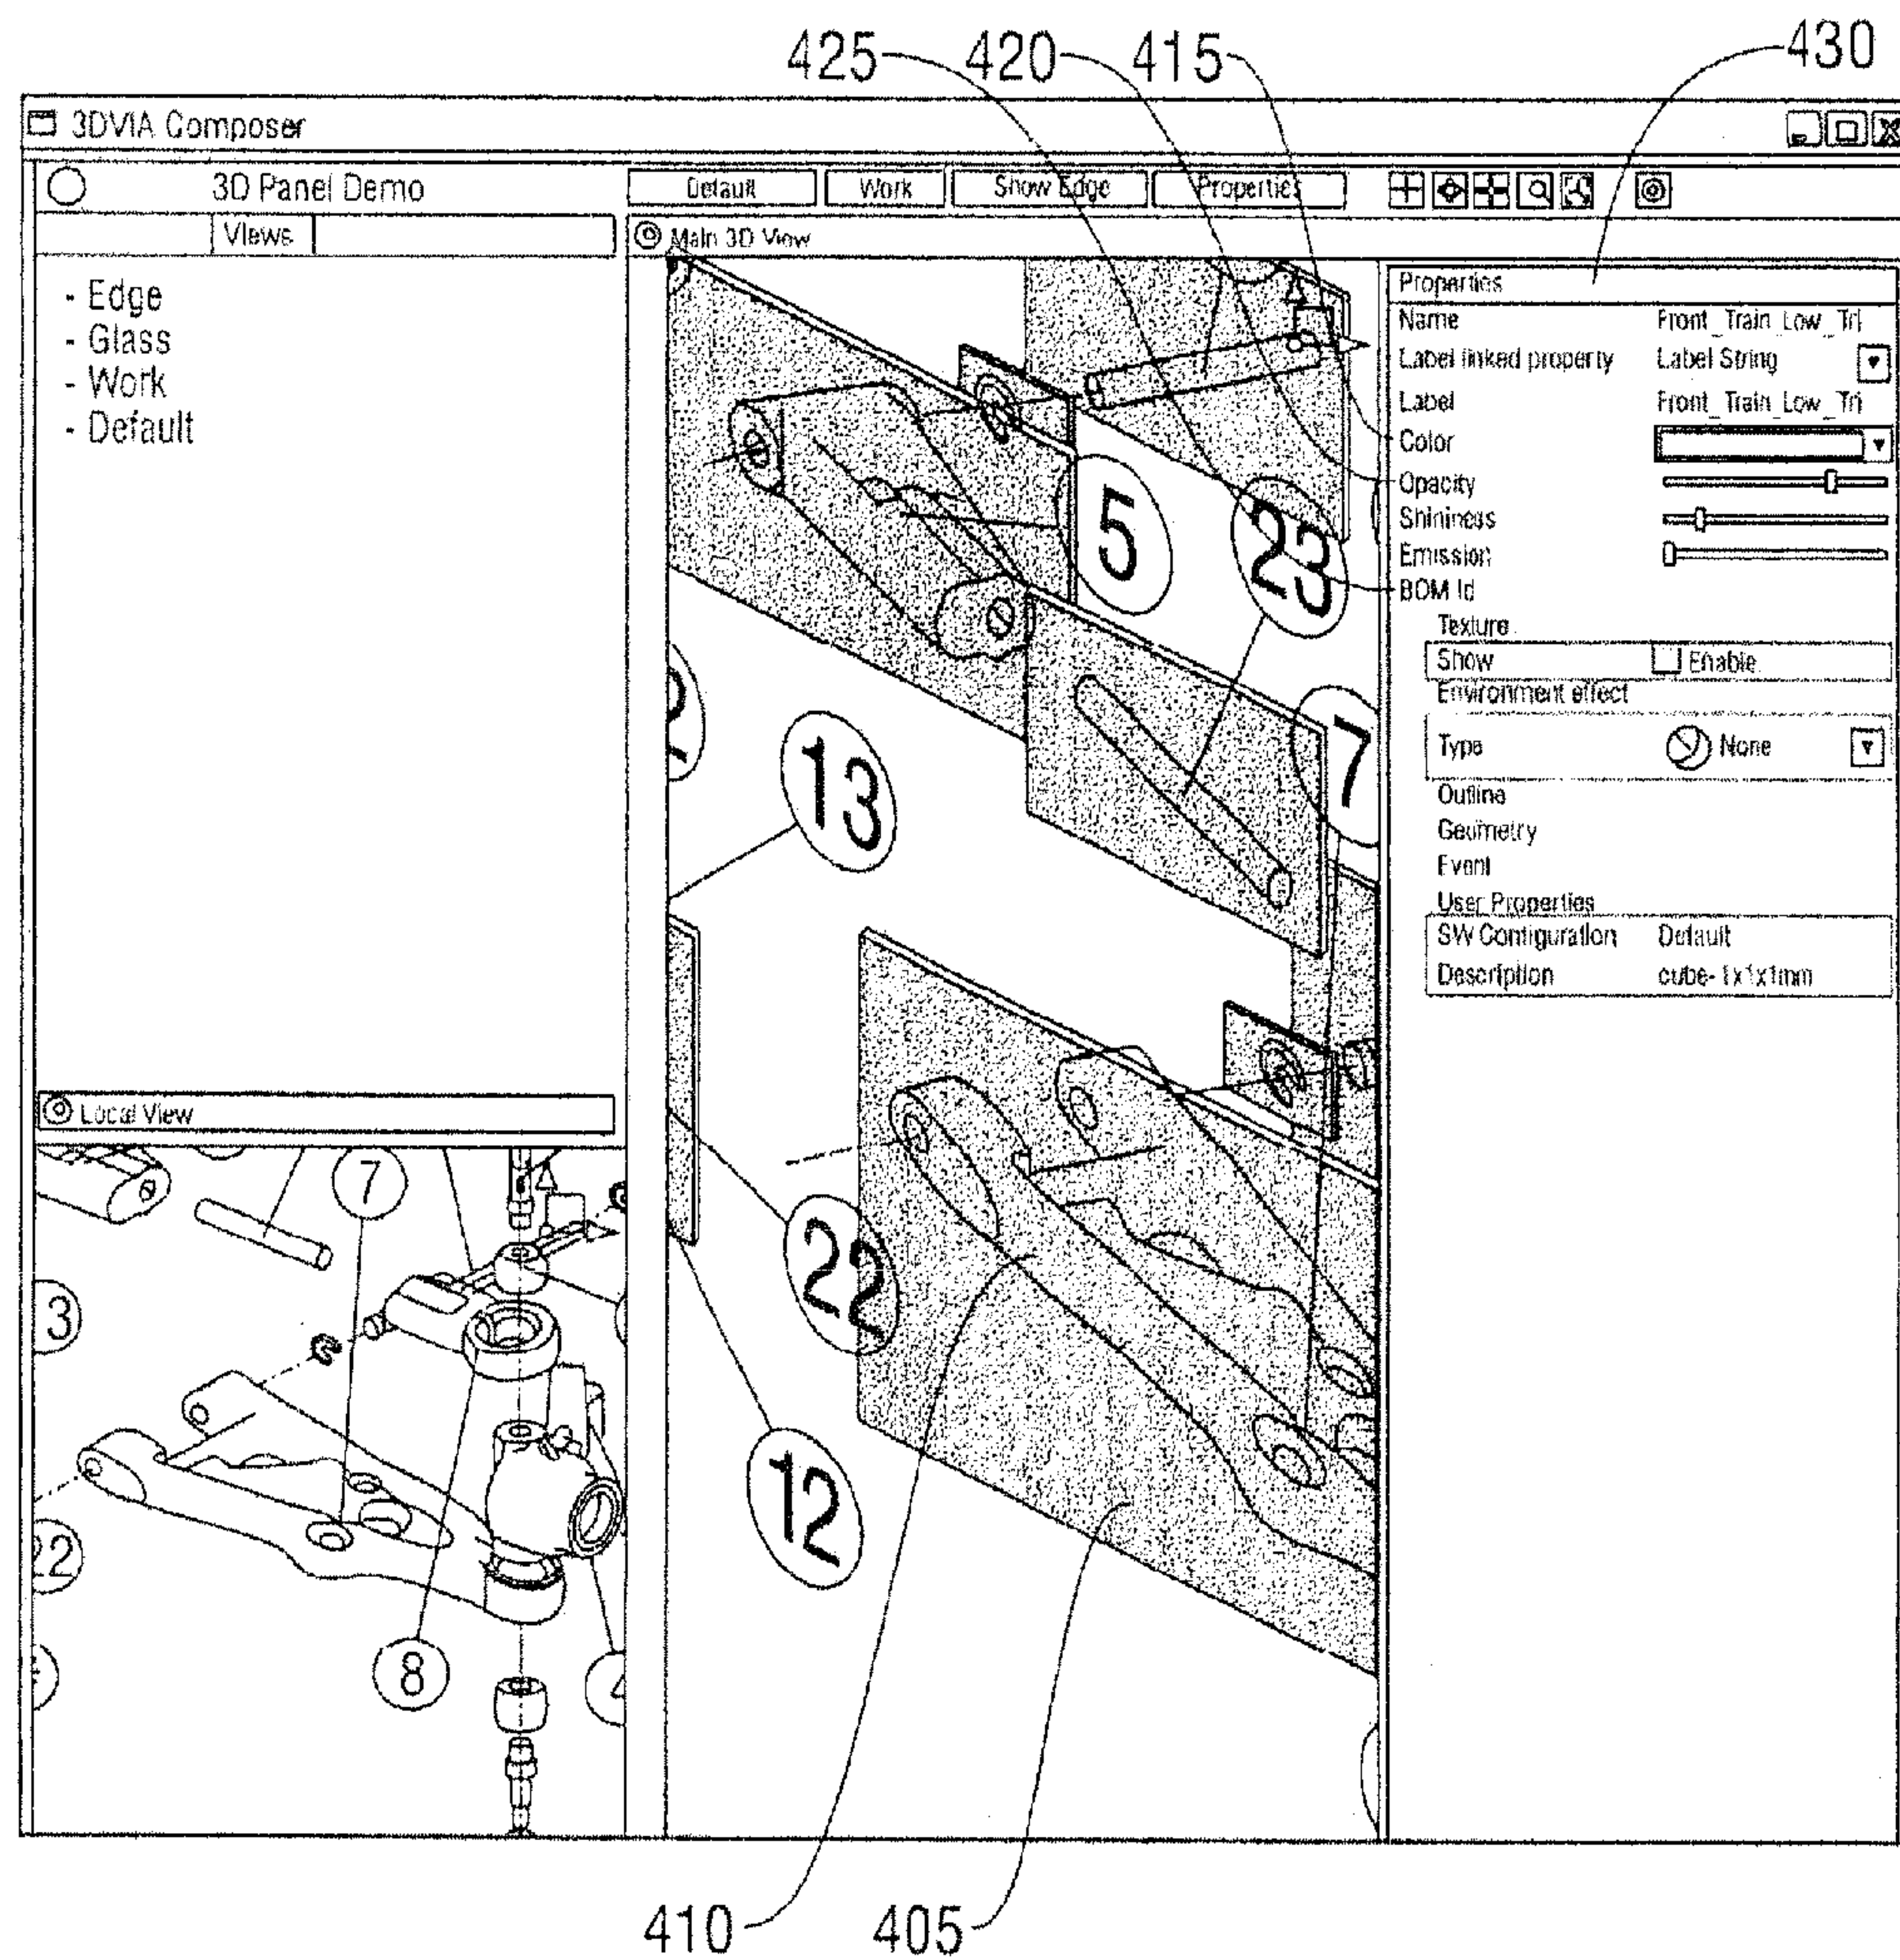 425 420 415 430
3DVIA Composer
3D Panel Demo
Default Work Show Edge Properties
Views
Main 3D View
- Edge
- Glass
- Work
- Default
Properties
Name Front_Train_Low_Tri
Label linked property Label String
Label Front_Train_Low_Tri
Color
Opacity
Shininess
Emission
BOM Id
Texture
Show Enable
Environment effect
Type None
Outline
Geometry
Event
User Properties
SW Configuration Default
Description cube-1x1x1mm
5
23
7
13
22
12
Local View
7
3
22
8
4
410 405